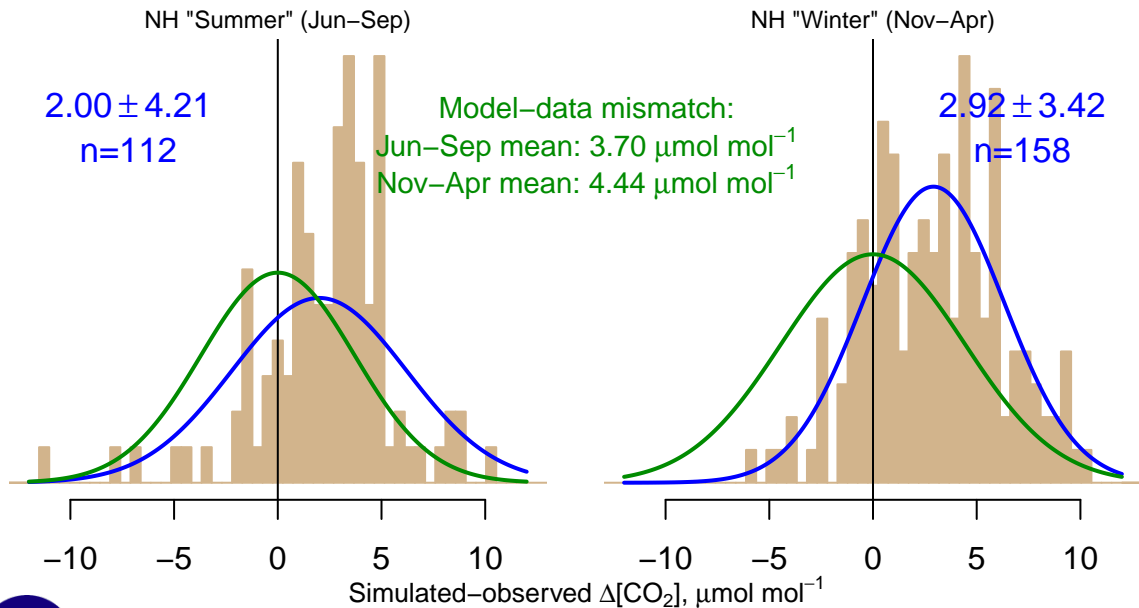 NH "Summer" (Jun−Sep)
NH "Winter" (Nov−Apr)
2.00 ± 4.21
n=112
Model−data mismatch:
Jun−Sep mean: 3.70 μmol mol⁻¹
Nov−Apr mean: 4.44 μmol mol⁻¹
2.92 ± 3.42
n=158
−10 −5 0 5 10
−10 −5 0 5 10
Simulated−observed Δ[CO₂], μmol mol⁻¹